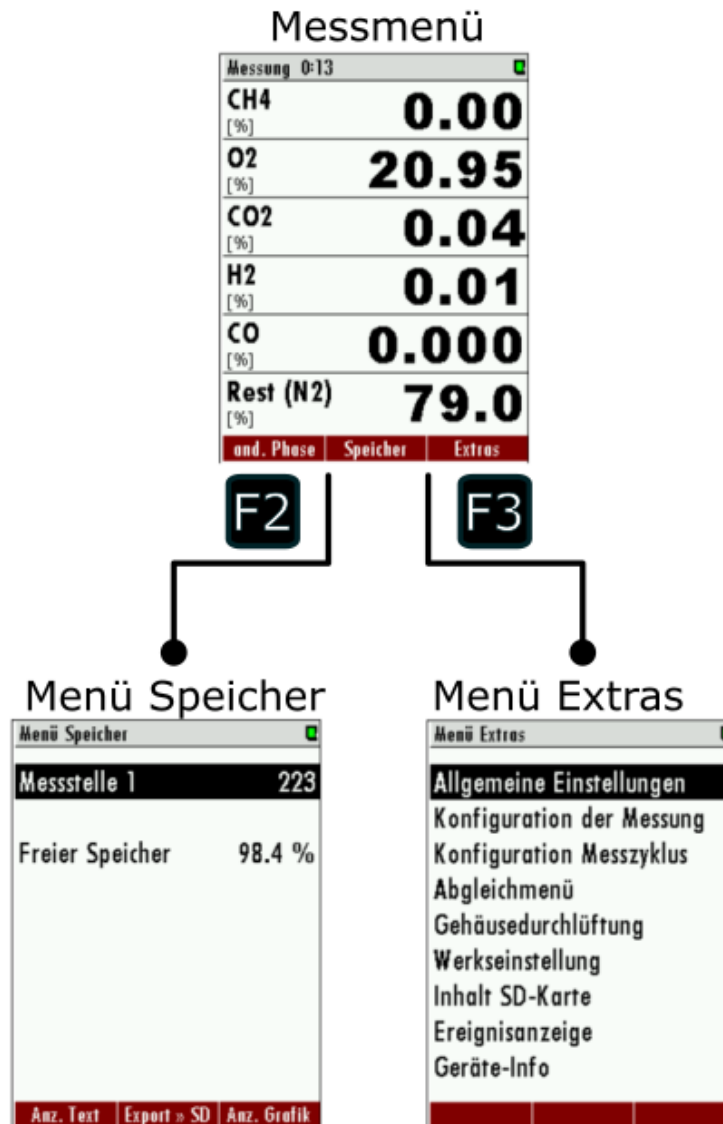 Messmenü
Messung 0:13
CH4 0.00
[%]
O2 20.95
[%]
CO2 0.04
[%]
H2 0.01
[%]
CO 0.000
[%]
Rest (N2) 79.0
[%]
and. Phase Speicher Extras
F2 F3
Menü Speicher
Menü Speicher
Messstelle 1 223
Freier Speicher 98.4 %
Anz. Text Export » SD Anz. Grafik
Menü Extras
Menü Extras
Allgemeine Einstellungen
Konfiguration der Messung
Konfiguration Messzyklus
Abgleichmenü
Gehäusedurchlüftung
Werkseinstellung
Inhalt SD-Karte
Ereignisanzeige
Geräte-Info